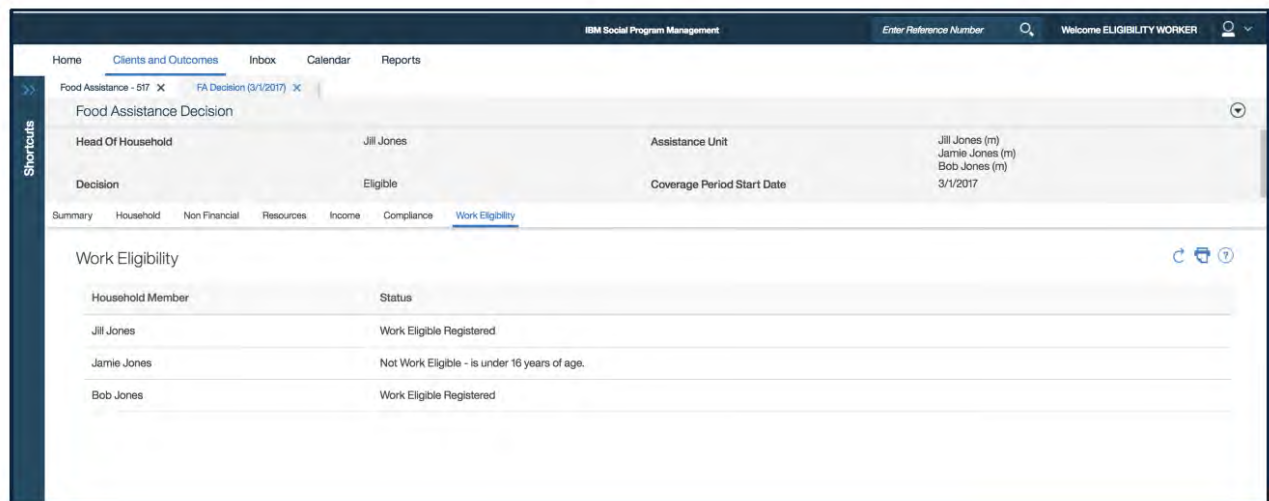 IBM Social Program Management
Enter Reference Number
Welcome ELIGIBILITY WORKER
Home Clients and Outcomes Inbox Calendar Reports
Food Assistance - 517 X FA Decision (3/1/2017) X
Shortcuts
Food Assistance Decision
Head Of Household Jill Jones Assistance Unit Jill Jones (m)
Jamie Jones (m)
Bob Jones (m)
Decision Eligible Coverage Period Start Date 3/1/2017
Summary Household Non Financial Resources Income Compliance Work Eligibility
Work Eligibility
Household Member Status
Jill Jones Work Eligible Registered
Jamie Jones Not Work Eligible - is under 16 years of age.
Bob Jones Work Eligible Registered